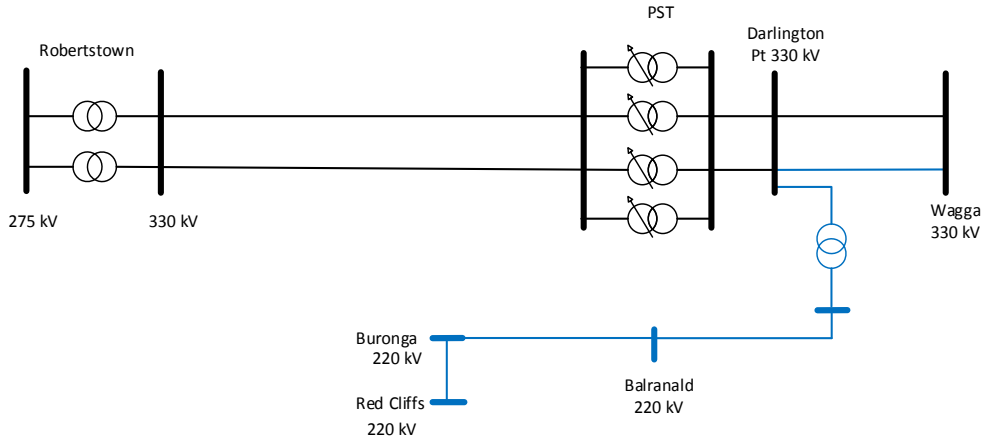 PST
Robertstown
Darlington
Pt 330 kV
275 kV
330 kV
Wagga
330 kV
Buronga
220 kV
Balranald
220 kV
Red Cliffs
220 kV